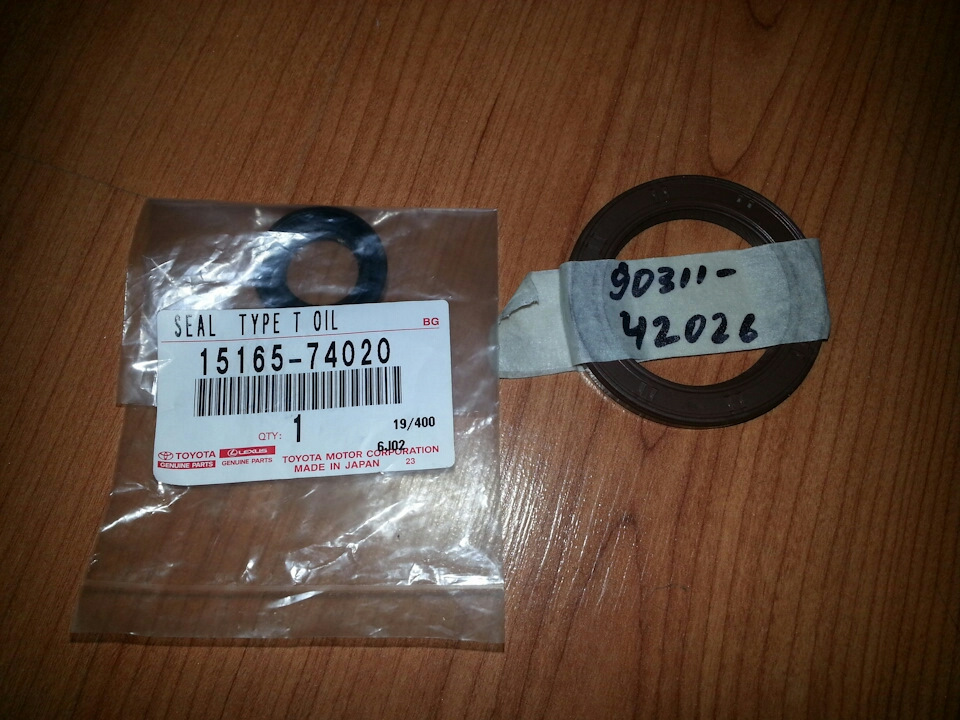 SEAL TYPE T OIL
BG
15165-74020
QTY: 1
19/400
6J02
TOYOTA
GENUINE PARTS
LEXUS
GENUINE PARTS
TOYOTA MOTOR CORPORATION
MADE IN JAPAN 23
90311-
42026